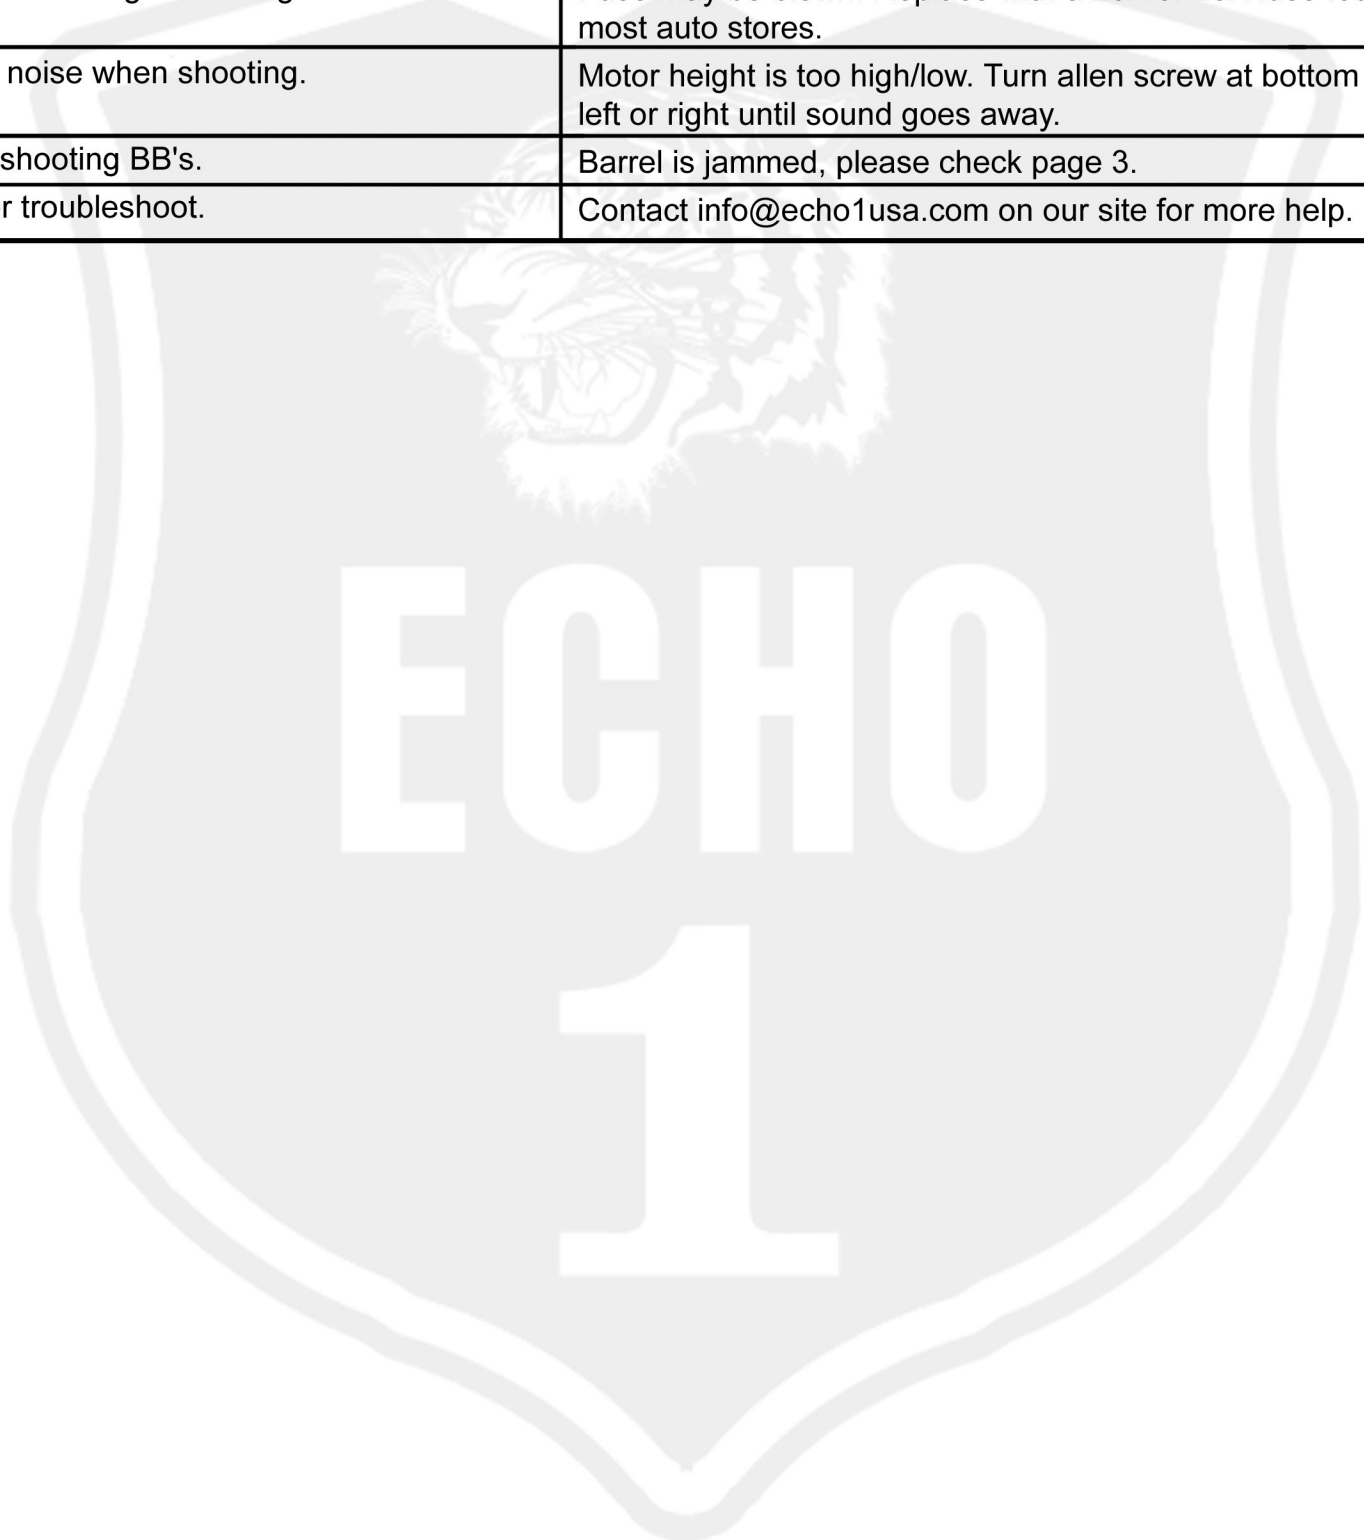 most auto stores.
noise when shooting.
Motor height is too high/low. Turn allen screw at bottom
left or right until sound goes away.
shooting BB's.
Barrel is jammed, please check page 3.
r troubleshoot.
Contact info@echo1usa.com on our site for more help.
ECHO
1